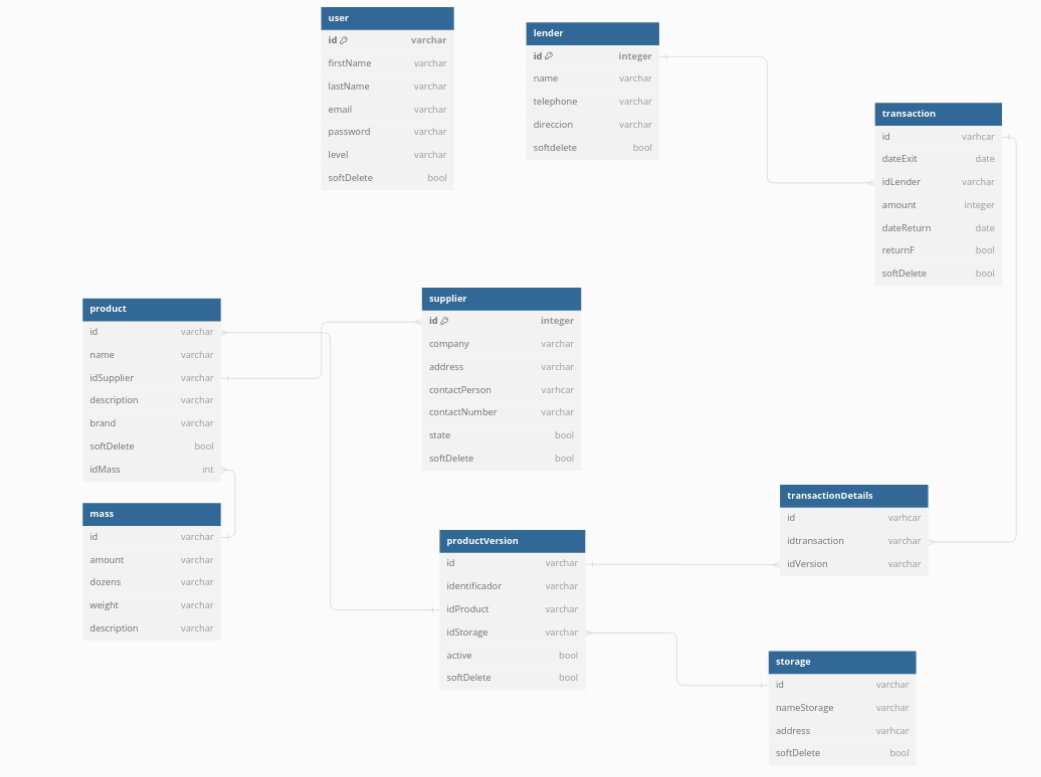 user
id varchar
firstName varchar
lastName varchar
email varchar
password varchar
level varchar
softDelete bool
lender
id integer
name varchar
telephone varchar
direccion varchar
softdelete bool
transaction
id varhcar
dateExit date
idLender varchar
amount integer
dateReturn date
returnF bool
softDelete bool
product
id varchar
name varchar
idSupplier varchar
description varchar
brand varchar
softDelete bool
idMass int
supplier
id integer
company varchar
address varchar
contactPerson varhcar
contactNumber varchar
state bool
softDelete bool
mass
id varchar
amount varchar
dozens varchar
weight varchar
description varchar
productVersion
id varchar
identificador varchar
idProduct varchar
idStorage varchar
active bool
softDelete bool
transactionDetails
id varhcar
idtransaction varchar
idVersion varchar
storage
id varchar
nameStorage varchar
address varhcar
softDelete bool